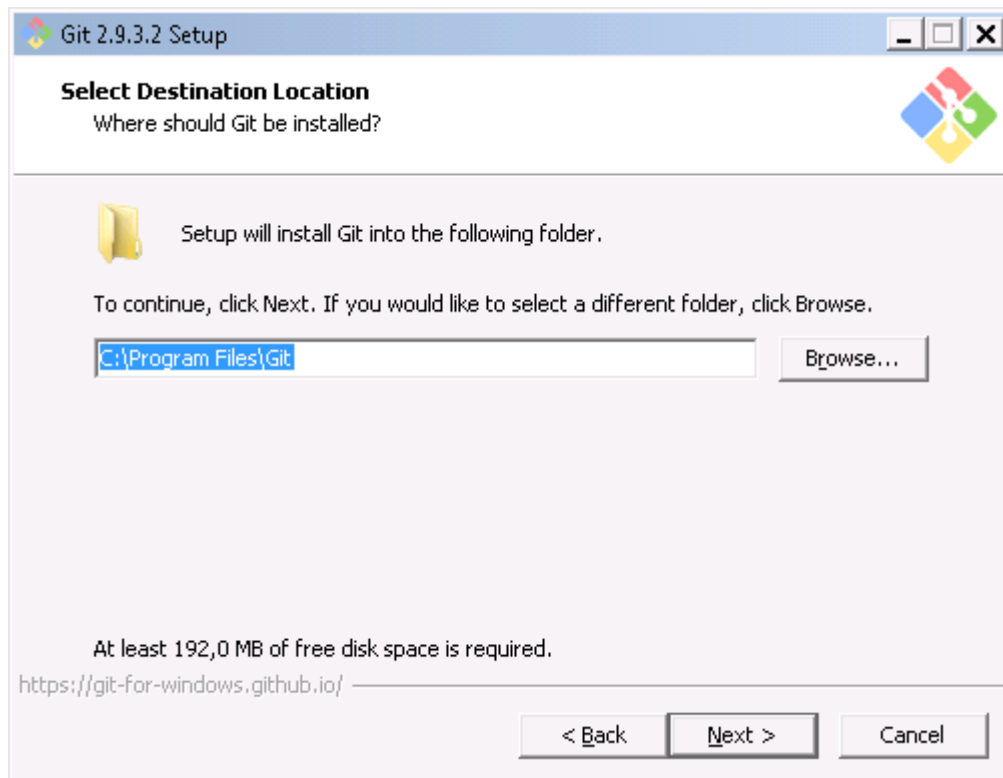 Git 2.9.3.2 Setup
Select Destination Location
Where should Git be installed?
Setup will install Git into the following folder.
To continue, click Next. If you would like to select a different folder, click Browse.
C:\Program Files\Git
Browse...
At least 192,0 MB of free disk space is required.
https://git-for-windows.github.io/
< Back Next > Cancel